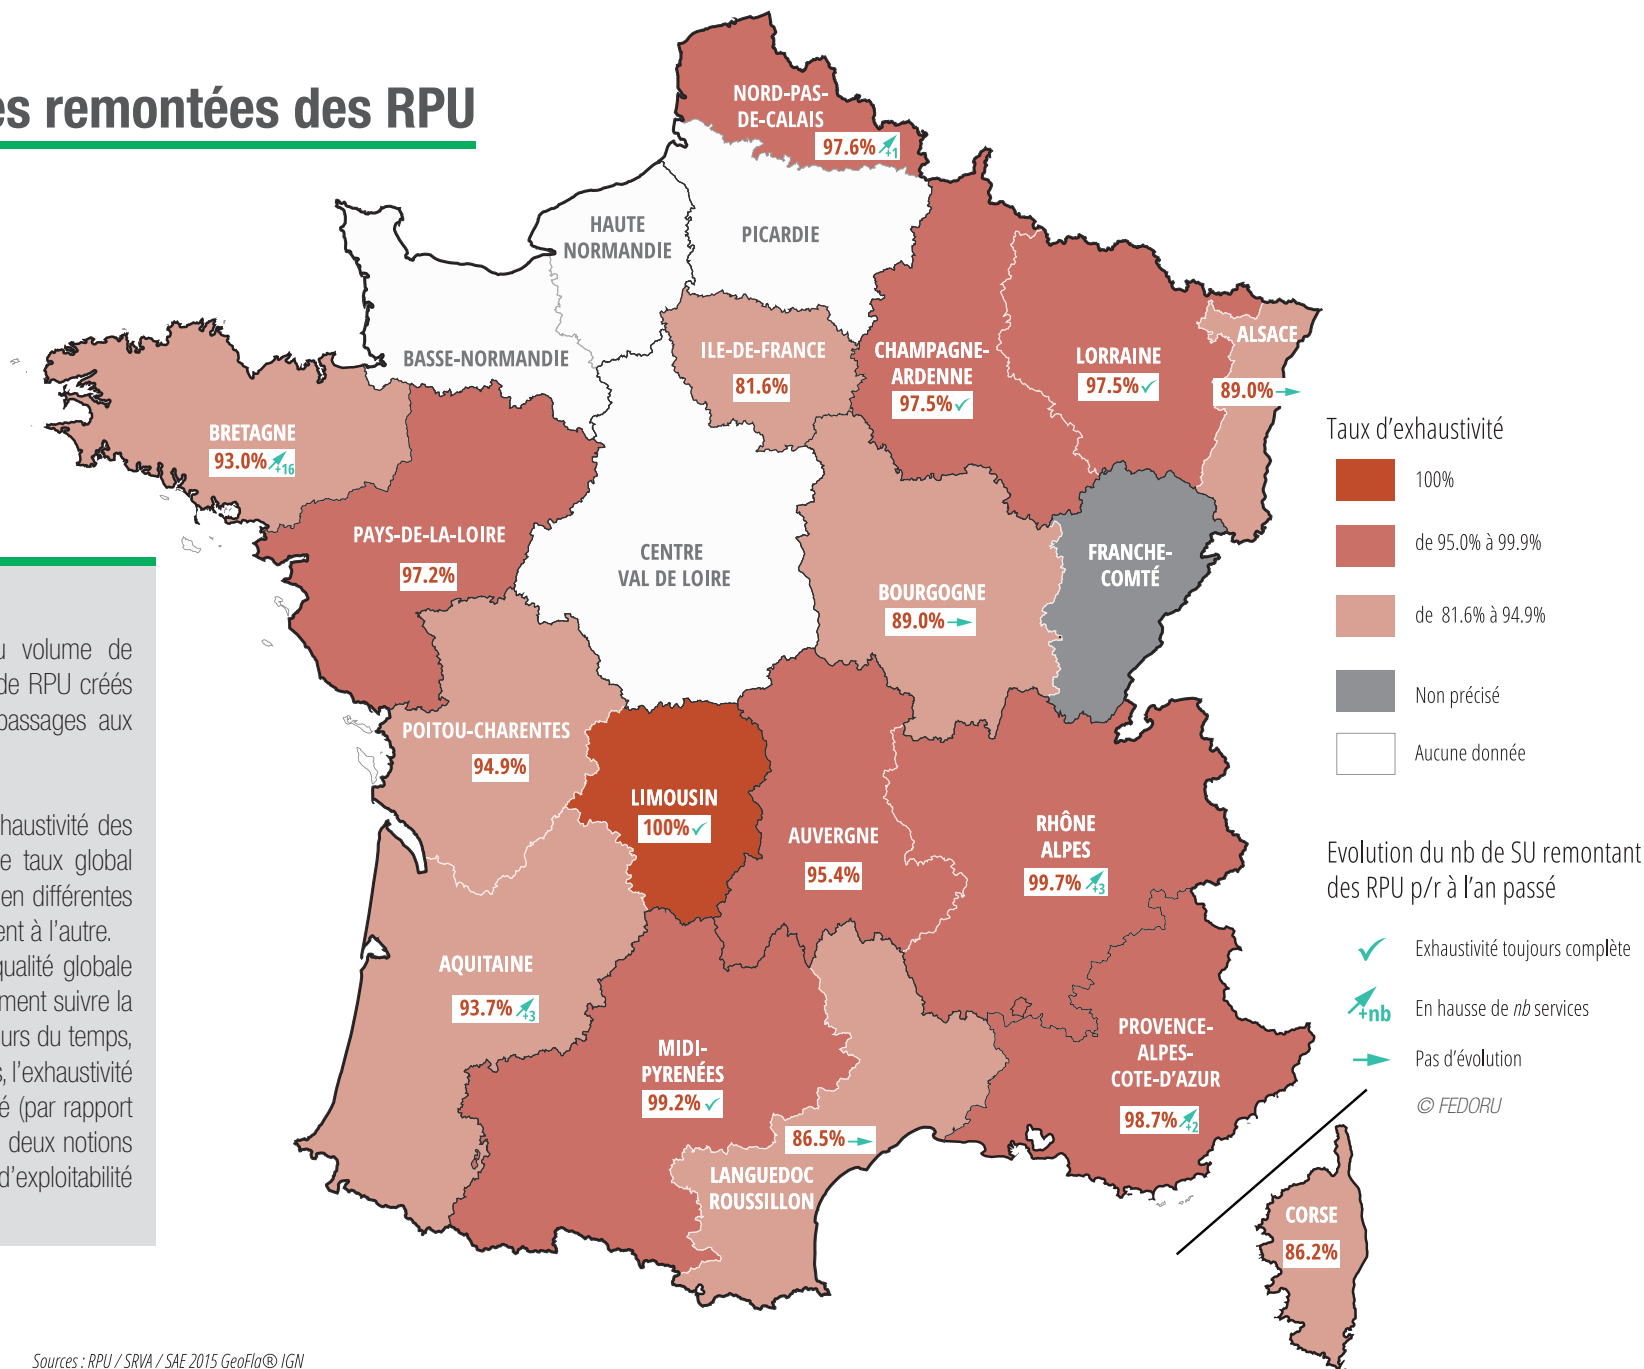 es remontées des RPU
u volume de
de RPU créés
passages aux
haustivité des
e taux global
en différentes
ent à l'autre.
qualité globale
ment suivre la
urs du temps,
s, l'exhaustivité
é (par rapport
deux notions
d'exploitabilité
NORD-PAS-
DE-CALAIS
97.6% +1
HAUTE
NORMANDIE
PICARDIE
BASSE-NORMANDIE
ILE-DE-FRANCE
81.6%
CHAMPAGNE-
ARDENNE
97.5%
LORRAINE
97.5%
ALSACE
89.0%
BRETAGNE
93.0% +16
PAYS-DE-LA-LOIRE
97.2%
CENTRE
VAL DE LOIRE
BOURGOGNE
89.0%
FRANCHE-
COMTÉ
POITOU-CHARENTES
94.9%
LIMOUSIN
100%
AUVERGNE
95.4%
RHÔNE
ALPES
99.7% +3
AQUITAINE
93.7% +3
MIDI-
PYRENÉES
99.2%
PROVENCE-
ALPES-
COTE-D'AZUR
98.7% +2
86.5%
LANGUEDOC
ROUSSILLON
CORSE
86.2%
Taux d'exhaustivité
100%
de 95.0% à 99.9%
de 81.6% à 94.9%
Non précisé
Aucune donnée
Evolution du nb de SU remontant
des RPU p/r à l'an passé
Exhaustivité toujours complète
+nb En hausse de nb services
Pas d'évolution
© FEDORU
Sources : RPU / SRVA / SAE 2015 GeoFla® IGN